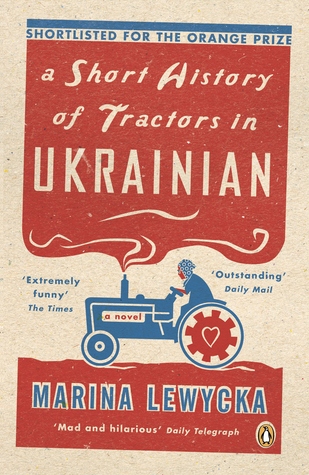 SHORTLISTED FOR THE ORANGE PRIZE
a Short History
of Tractors in
UKRAINIAN
'Extremely
funny'
The Times
'Outstanding'
Daily Mail
a novel
MARINA LEWYCKA
'Mad and hilarious' Daily Telegraph